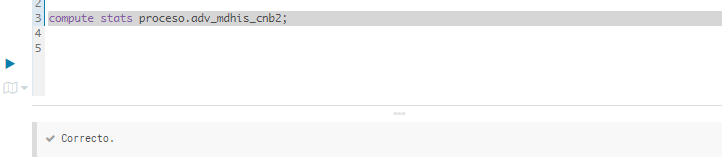 2
3 compute stats proceso.adv_mdhis_cnb2;
4
5
Correcto.